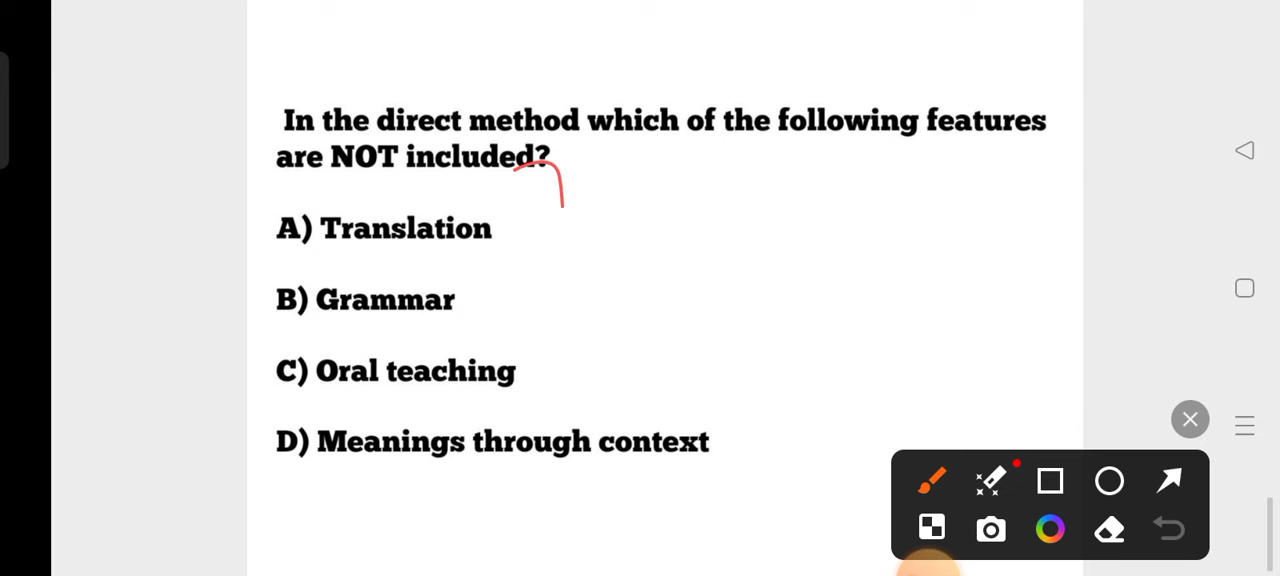 In the direct method which of the following features
are NOT included?
A) Translation
B) Grammar
C) Oral teaching
D) Meanings through context